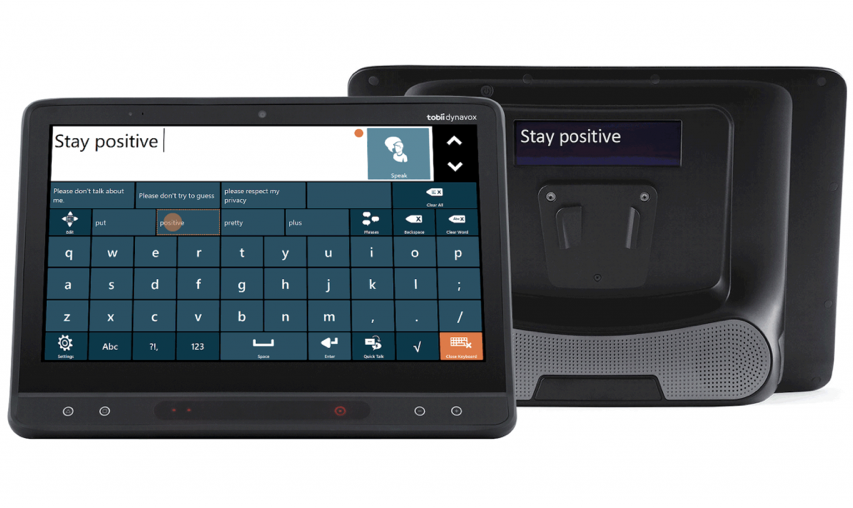 tobii dynavox
Stay positive
Speak
Please don't talk about
me.
Please don't try to guess
please respect my
privacy
Clear All
Edit
put
positive
pretty
plus
Phrases
Backspace
Clear Word
q w e r t y u i o p
a s d f g h j k l ;
z x c v b n m , . /
Settings
Abc
?!,
123
Space
Enter
Quick Talk
√
Close Keyboard
Stay positive